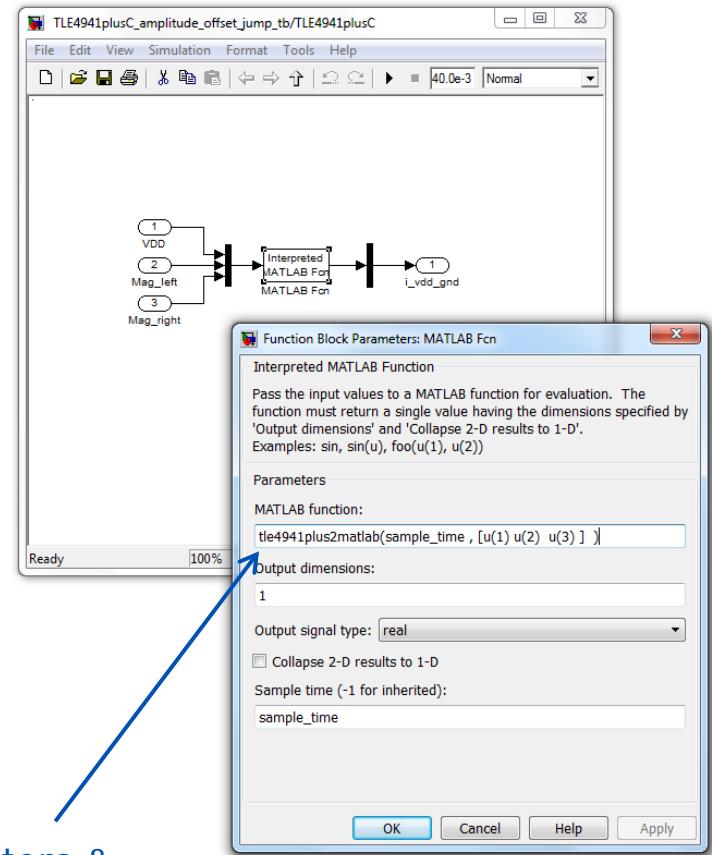 TLE4941plusC_amplitude_offset_jump_tb/TLE4941plusC
File Edit View Simulation Format Tools Help
40.0e-3 Normal
1
VDD
2
Mag_left
3
Mag_right
Interpreted
MATLAB Fcn
MATLAB Fcn
1
i_vdd_gnd
Ready 100%
Function Block Parameters: MATLAB Fcn
Interpreted MATLAB Function
Pass the input values to a MATLAB function for evaluation. The
function must return a single value having the dimensions specified by
'Output dimensions' and 'Collapse 2-D results to 1-D'.
Examples: sin, sin(u), foo(u(1), u(2))
Parameters
MATLAB function:
tle4941plus2matlab(sample_time , [u(1) u(2) u(3) ] )
Output dimensions:
1
Output signal type: real
Collapse 2-D results to 1-D
Sample time (-1 for inherited):
sample_time
OK Cancel Help Apply